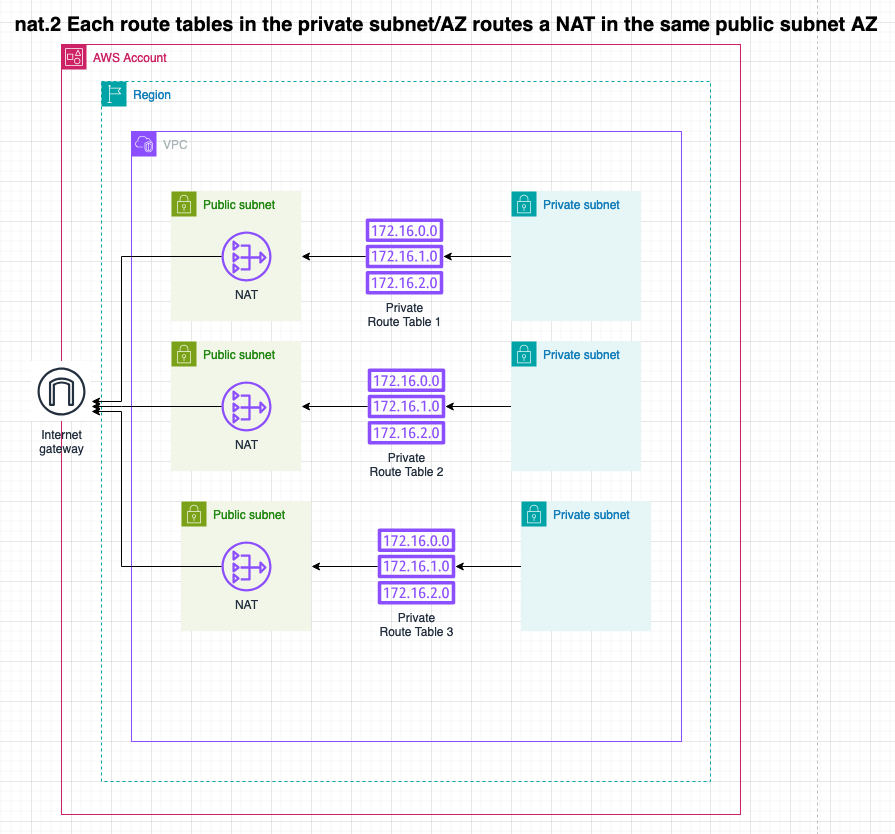 nat.2 Each route tables in the private subnet/AZ routes a NAT in the same public subnet AZ
AWS Account
Region
VPC
Public subnet
Private subnet
172.16.0.0
172.16.1.0
172.16.2.0
NAT
Private
Route Table 1
Public subnet
Private subnet
172.16.0.0
172.16.1.0
172.16.2.0
Internet
gateway
NAT
Private
Route Table 2
Public subnet
Private subnet
172.16.0.0
172.16.1.0
172.16.2.0
NAT
Private
Route Table 3